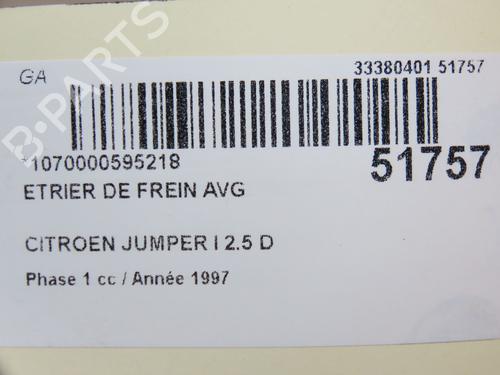 GA
33380401 51757
*1070000595218
51757
ETRIER DE FREIN AVG
CITROEN JUMPER I 2.5 D
Phase 1 cc / Année 1997
B-PARTS